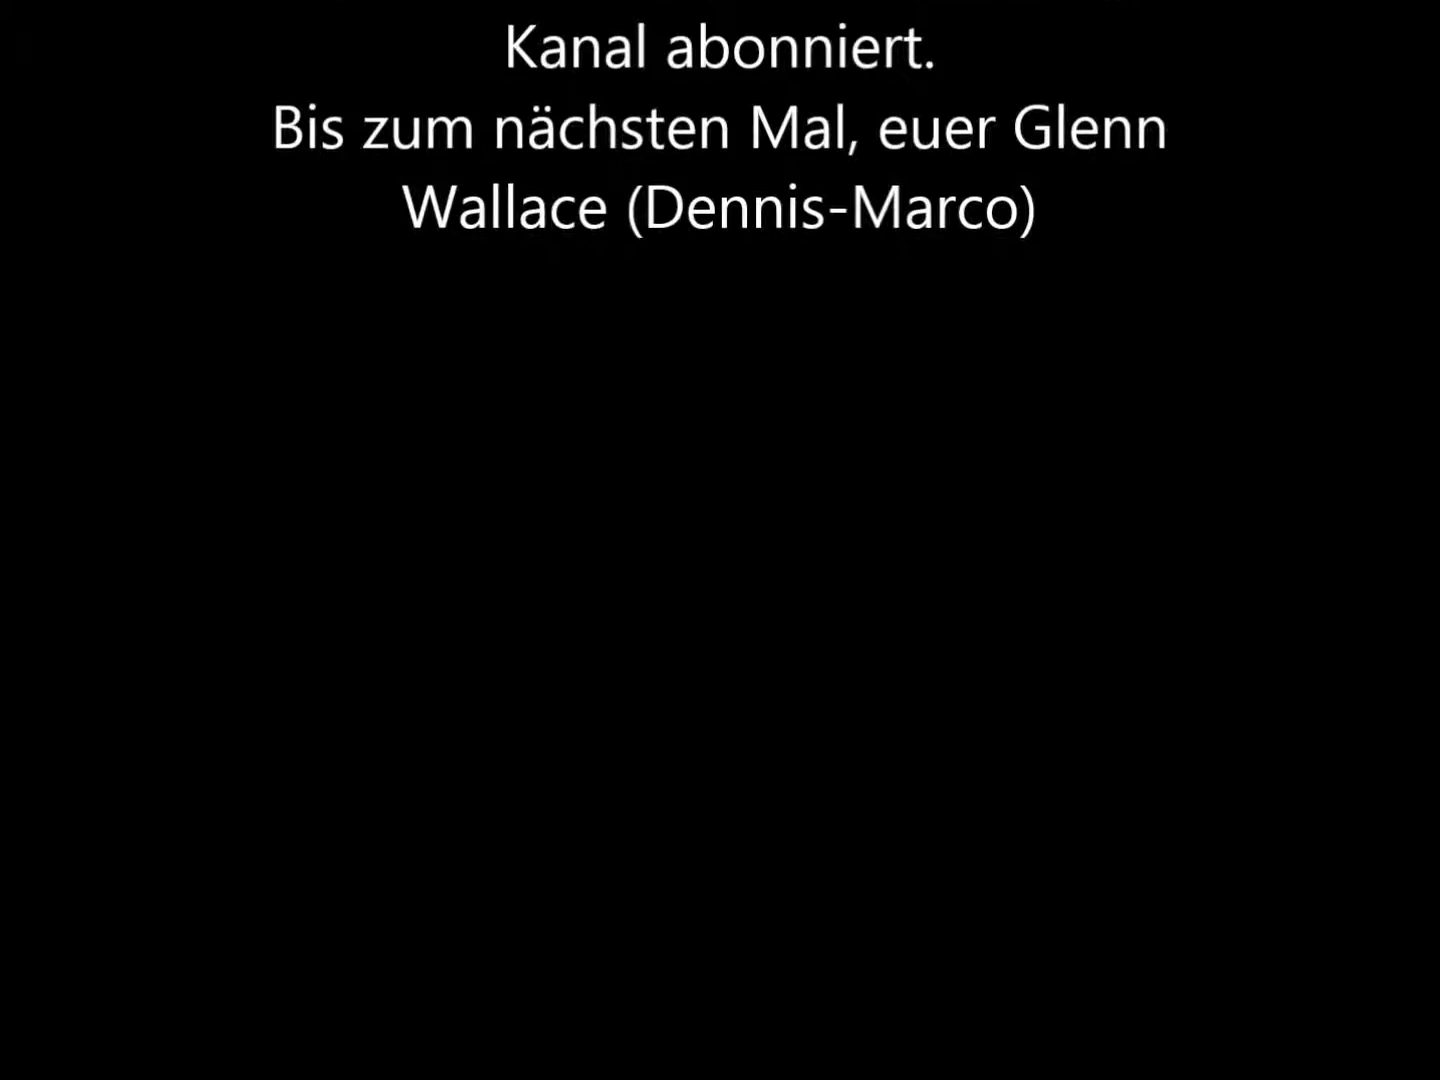 Kanal abonniert.
Bis zum nächsten Mal, euer Glenn
Wallace (Dennis-Marco)